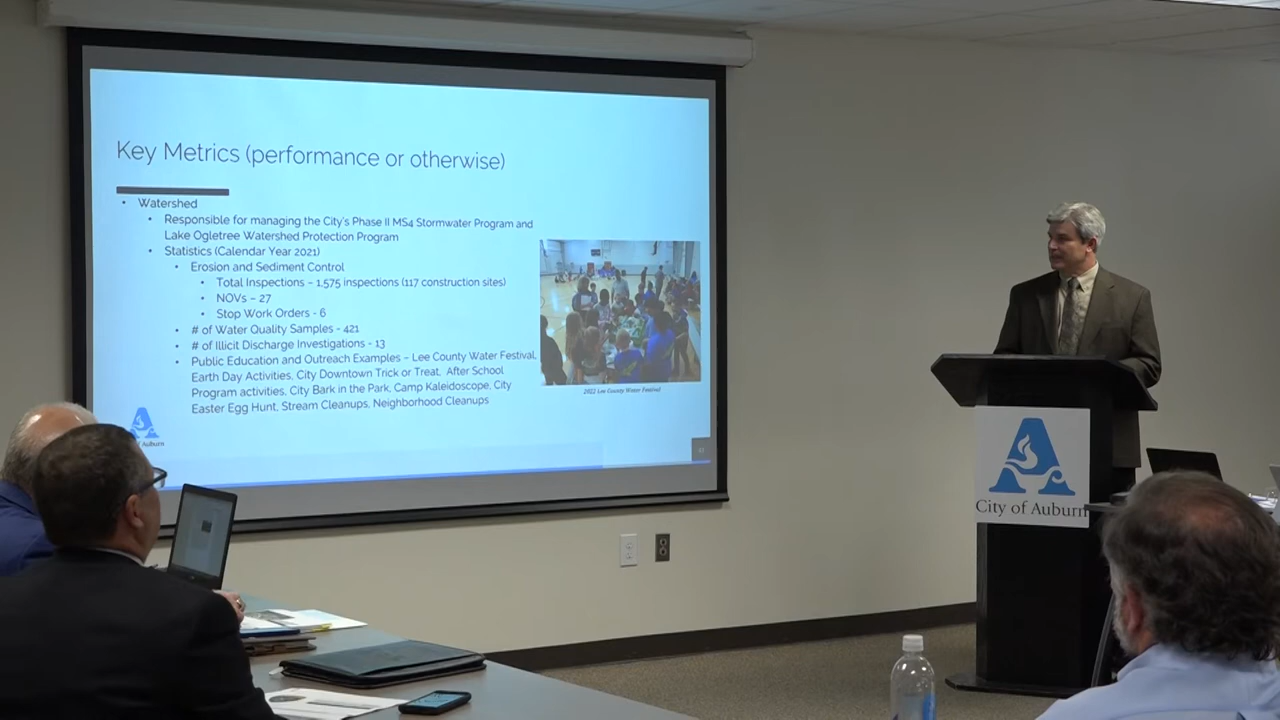 Key Metrics (performance or otherwise)
• Watershed
• Responsible for managing the City's Phase II MS4 Stormwater Program and
Lake Ogletree Watershed Protection Program
• Statistics (Calendar Year 2021)
• Erosion and Sediment Control
• Total Inspections – 1,575 inspections (117 construction sites)
• NOVs – 27
• Stop Work Orders - 6
• # of Water Quality Samples - 421
• # of Illicit Discharge Investigations - 13
• Public Education and Outreach Examples – Lee County Water Festival,
Earth Day Activities, City Downtown Trick or Treat, After School
Program activities, City Bark in the Park, Camp Kaleidoscope, City
Easter Egg Hunt, Stream Cleanups, Neighborhood Cleanups
2022 Lee County Water Festival
Auburn
City of Auburn